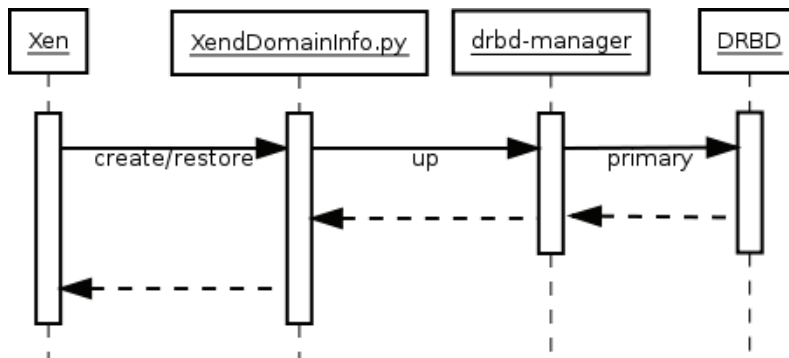 Xen
XendDomainInfo.py
drbd-manager
DRBD
create/restore
up
primary